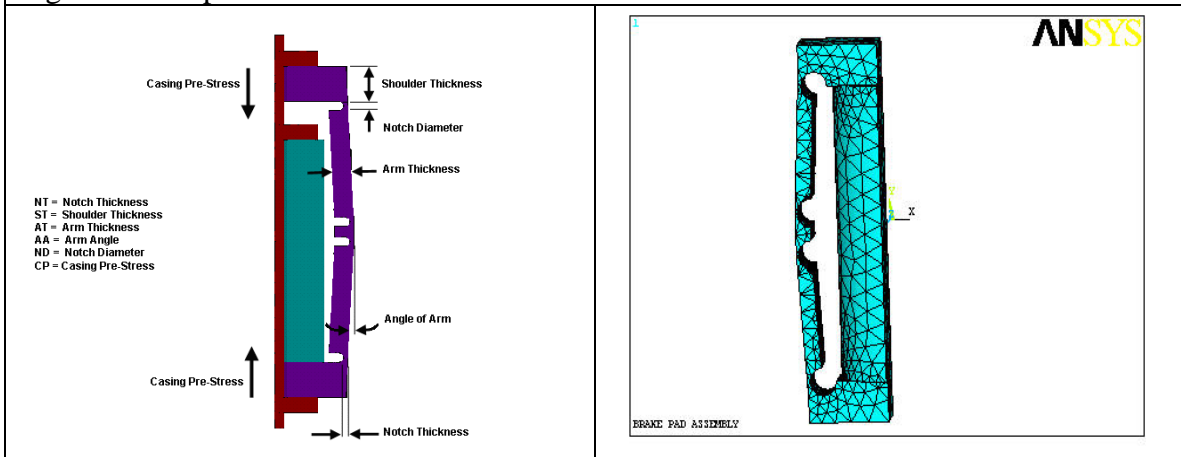 Casing Pre-Stress
Shoulder Thickness
Notch Diameter
Arm Thickness
NT = Notch Thickness
ST = Shoulder Thickness
AT = Arm Thickness
AA = Arm Angle
ND = Notch Diameter
CP = Casing Pre-Stress
Angle of Arm
Casing Pre-Stress
Notch Thickness
1
ANSYS
Y
Z
X
BRAKE PAD ASSEMBLY